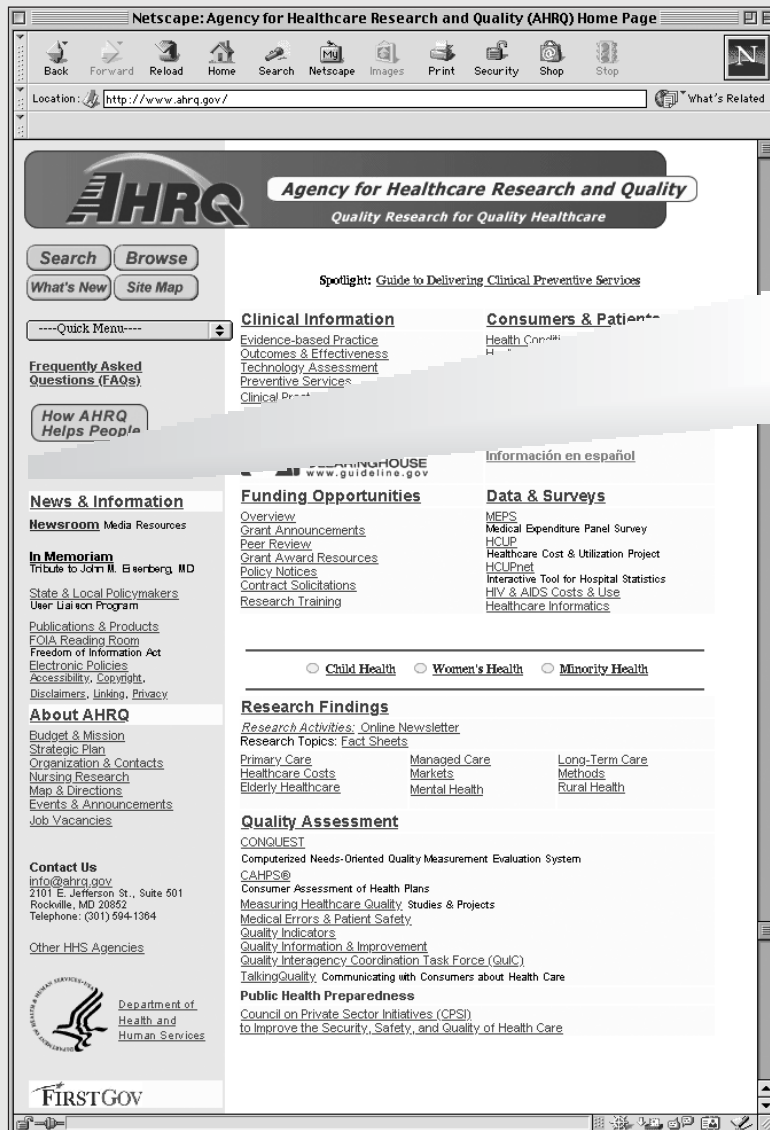 Netscape: Agency for Healthcare Research and Quality (AHRQ) Home Page
Back Forward Reload Home Search Netscape Images Print Security Shop Stop
My
N
Location: http://www.ahrq.gov/ What's Related
AHRQ
Agency for Healthcare Research and Quality
Quality Research for Quality Healthcare
Search Browse
What's New Site Map
Spotlight: Guide to Delivering Clinical Preventive Services
----Quick Menu----
Frequently Asked
Questions (FAQs)
How AHRQ
Helps People
Clinical Information
Evidence-based Practice
Outcomes & Effectiveness
Technology Assessment
Preventive Services
Clinical
Consumers & Patients
Health
www.guideline.gov
Información en español
News & Information
Newsroom Media Resources
In Memoriam
Tribute to John M. Eisenberg, MD
State & Local Policymakers
User Liaison Program
Publications & Products
FOIA Reading Room
Freedom of Information Act
Electronic Policies
Accessibility, Copyright,
Disclaimers, Linking, Privacy
About AHRQ
Budget & Mission
Strategic Plan
Organization & Contacts
Nursing Research
Map & Directions
Events & Announcements
Job Vacancies
Contact Us
info@ahrq.gov
2101 E. Jefferson St., Suite 501
Rockville, MD 20852
Telephone: (301) 594-1364
Other HHS Agencies
Department of
Health and
Human Services
FIRSTGOV
Funding Opportunities
Overview
Grant Announcements
Peer Review
Grant Award Resources
Policy Notices
Contract Solicitations
Research Training
Data & Surveys
MEPS
Medical Expenditure Panel Survey
HCUP
Healthcare Cost & Utilization Project
HCUPnet
Interactive Tool for Hospital Statistics
HIV & AIDS Costs & Use
Healthcare Informatics
Child Health Women's Health Minority Health
Research Findings
Research Activities: Online Newsletter
Research Topics: Fact Sheets
Primary Care Managed Care Long-Term Care
Healthcare Costs Markets Methods
Elderly Healthcare Mental Health Rural Health
Quality Assessment
CONQUEST
Computerized Needs-Oriented Quality Measurement Evaluation System
CAHPS®
Consumer Assessment of Health Plans
Measuring Healthcare Quality Studies & Projects
Medical Errors & Patient Safety
Quality Indicators
Quality Information & Improvement
Quality Interagency Coordination Task Force (QuIC)
TalkingQuality Communicating with Consumers about Health Care
Public Health Preparedness
Council on Private Sector Initiatives (CPSI)
to Improve the Security, Safety, and Quality of Health Care